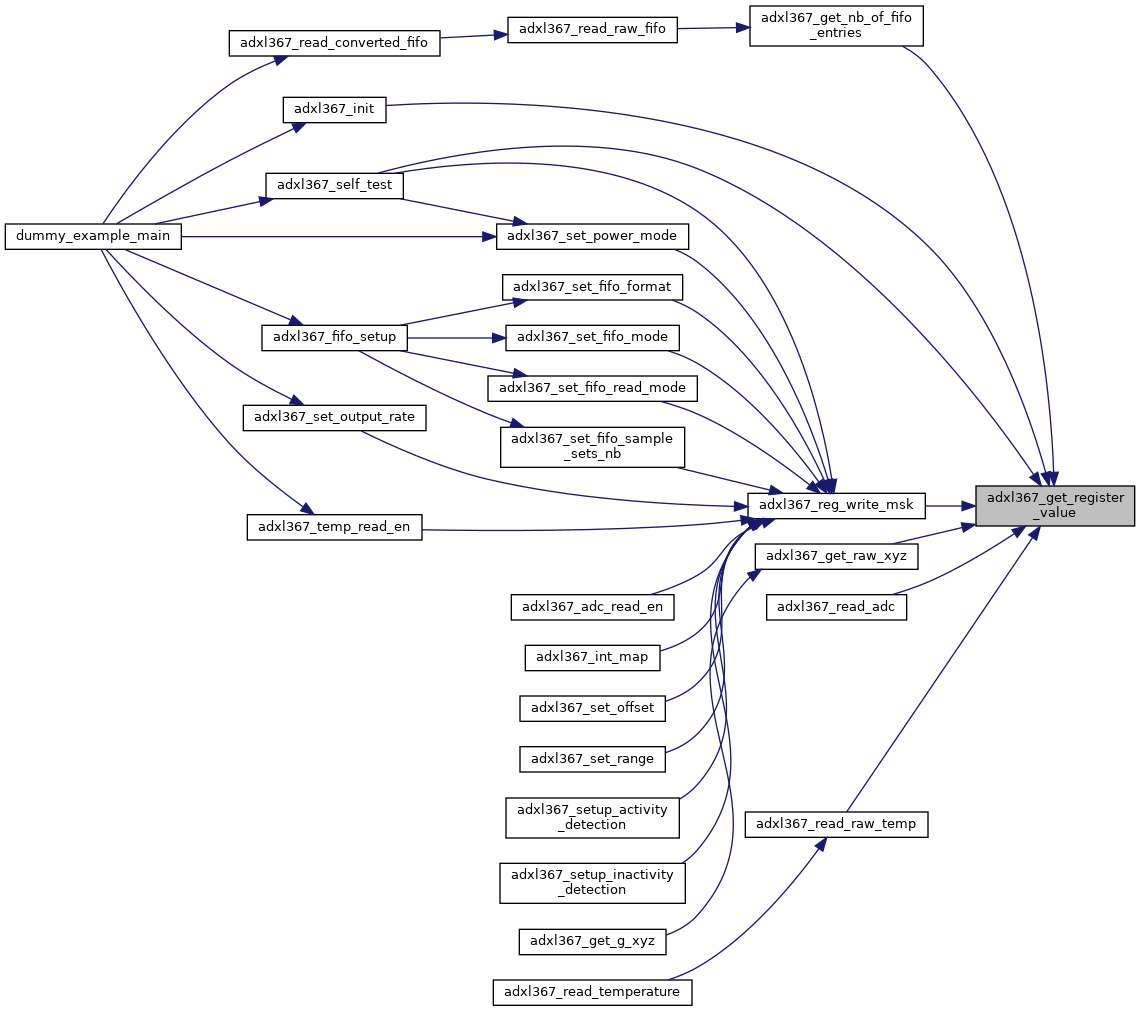 adxl367_get_nb_of_fifo
_entries
adxl367_read_raw_fifo
adxl367_read_converted_fifo
adxl367_init
adxl367_self_test
dummy_example_main
adxl367_set_power_mode
adxl367_set_fifo_format
adxl367_fifo_setup
adxl367_set_fifo_mode
adxl367_set_fifo_read_mode
adxl367_set_output_rate
adxl367_set_fifo_sample
_sets_nb
adxl367_reg_write_msk
adxl367_get_register
_value
adxl367_temp_read_en
adxl367_get_raw_xyz
adxl367_adc_read_en
adxl367_read_adc
adxl367_int_map
adxl367_set_offset
adxl367_set_range
adxl367_setup_activity
_detection
adxl367_read_raw_temp
adxl367_setup_inactivity
_detection
adxl367_get_g_xyz
adxl367_read_temperature